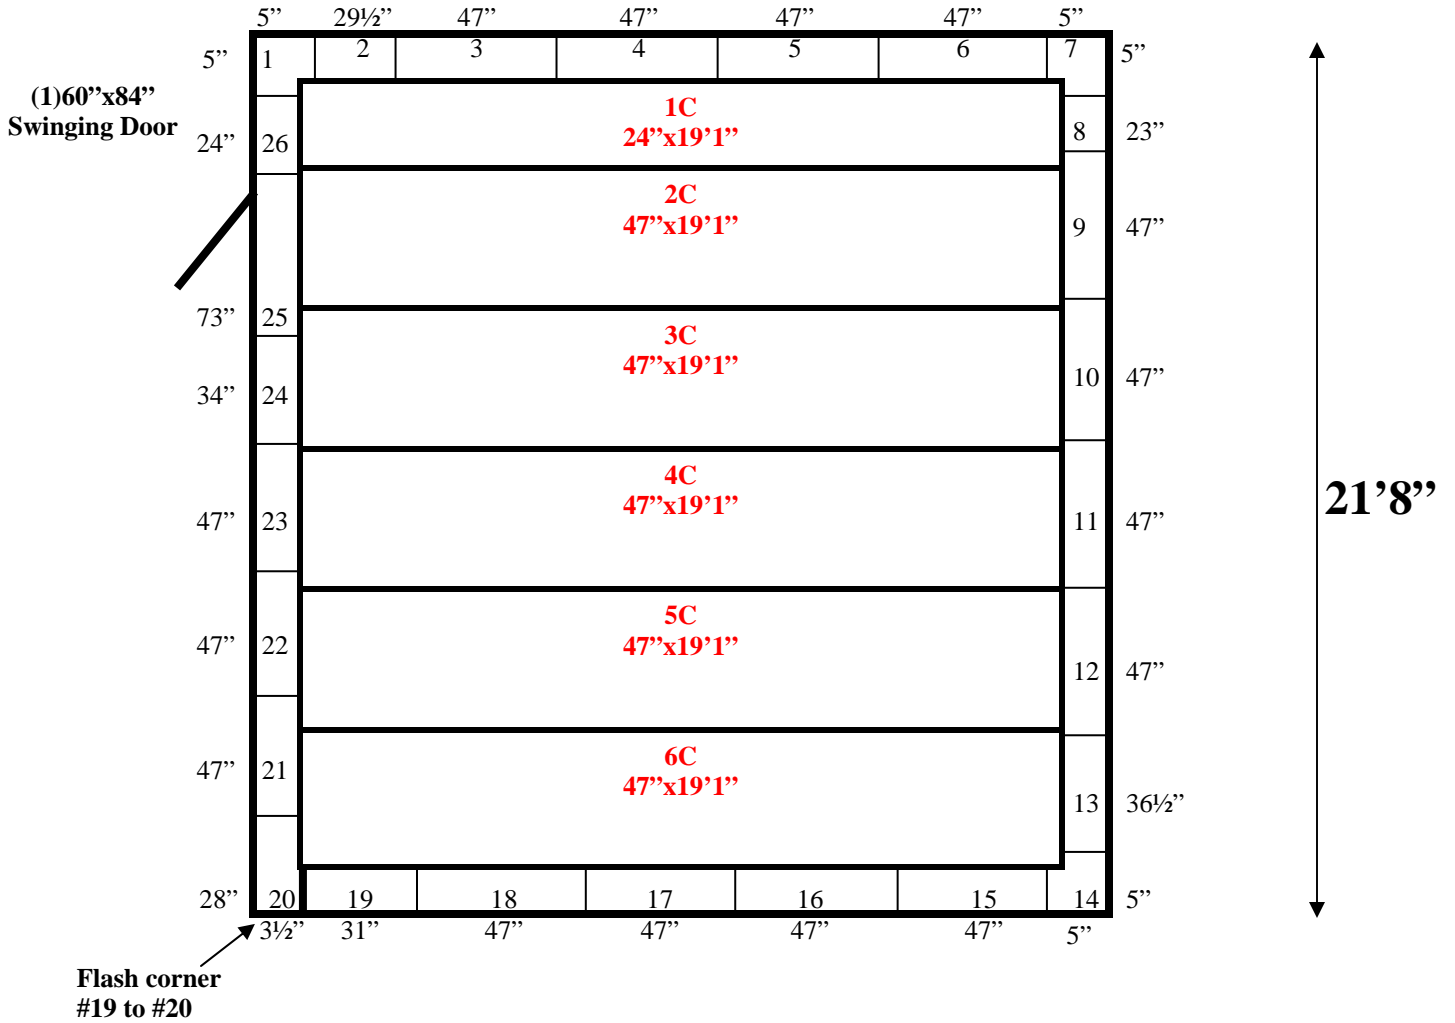 5” 29½” 47” 47” 47” 47” 5”
5” 1 2 3 4 5 6 7 5”
(1)60”x84”
Swinging Door
1C
24”x19’1”
24” 26 8 23”
2C
47”x19’1”
9 47”
73” 25
3C
47”x19’1”
34” 24 10 47”
4C
47”x19’1”
47” 23 11 47”
21’8”
5C
47”x19’1”
47” 22 12 47”
6C
47”x19’1”
47” 21 13 36½”
28” 20 19 18 17 16 15 14 5”
3½” 31” 47” 47” 47” 47” 5”
Flash corner
#19 to #20